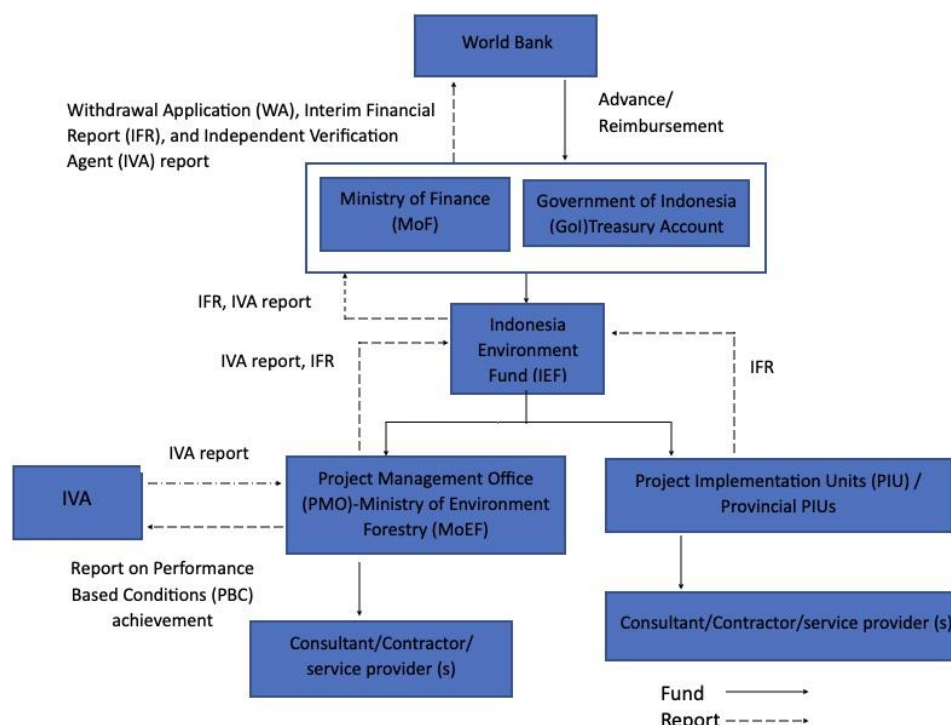 World Bank
Withdrawal Application (WA), Interim Financial
Report (IFR), and Independent Verification
Agent (IVA) report
Advance/
Reimbursement
Ministry of Finance
(MoF)
Government of Indonesia
(GoI)Treasury Account
IFR, IVA report
Indonesia
Environment
Fund (IEF)
IVA report, IFR
IFR
IVA report
IVA
Project Management Office
(PMO)-Ministry of Environment
Forestry (MoEF)
Project Implementation Units (PIU) /
Provincial PIUs
Report on Performance
Based Conditions (PBC)
achievement
Consultant/Contractor/
service provider (s)
Consultant/Contractor/service provider (s)
Fund
Report